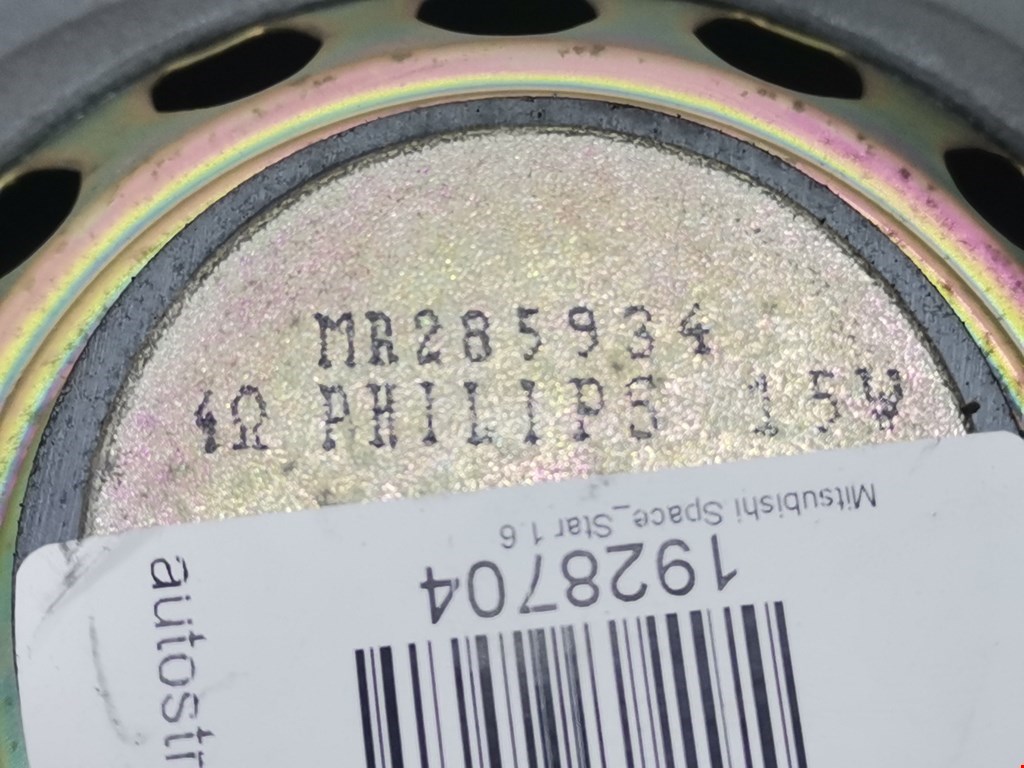 MR285934
4Ω PHILIPS 15W
Mitsubishi Space_Star 1.6
1928704
autostr